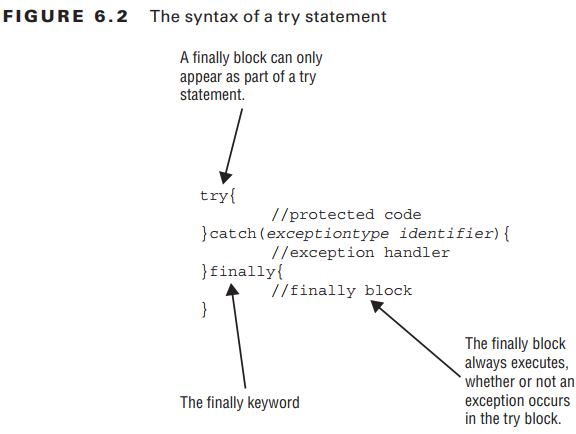 FIGURE 6.2 The syntax of a try statement
A finally block can only
appear as part of a try
statement.
try{
//protected code
}catch(exceptiontype identifier){
//exception handler
}finally{
//finally block
}
The finally keyword
The finally block
always executes,
whether or not an
exception occurs
in the try block.